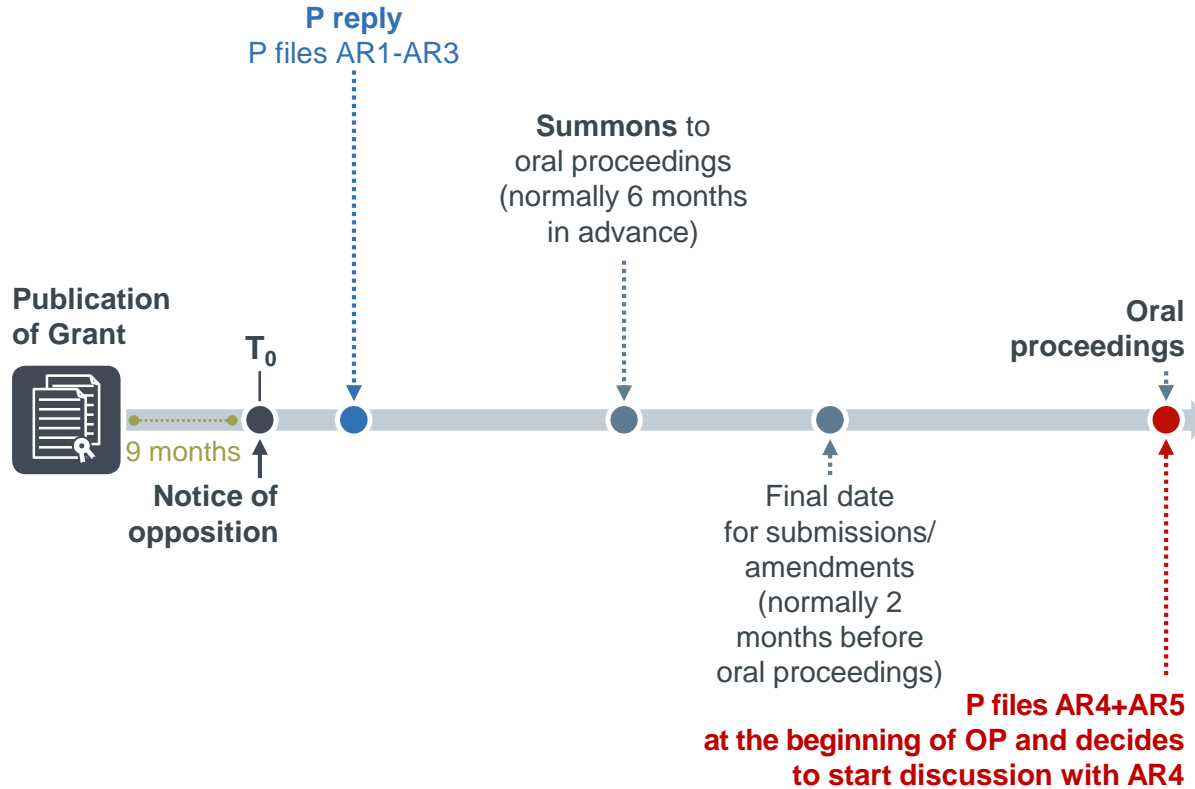 P reply
P files AR1-AR3
Summons to
oral proceedings
(normally 6 months
in advance)
Publication
of Grant
T₀
Oral
proceedings
9 months
Notice of
opposition
Final date
for submissions/
amendments
(normally 2
months before
oral proceedings)
P files AR4+AR5
at the beginning of OP and decides
to start discussion with AR4